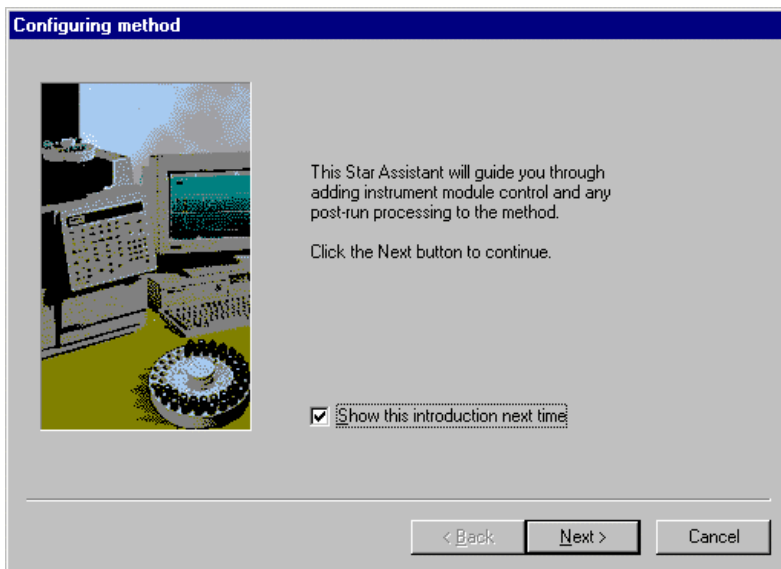 Configuring method
This Star Assistant will guide you through
adding instrument module control and any
post-run processing to the method.
Click the Next button to continue.
Show this introduction next time
< Back
Next >
Cancel